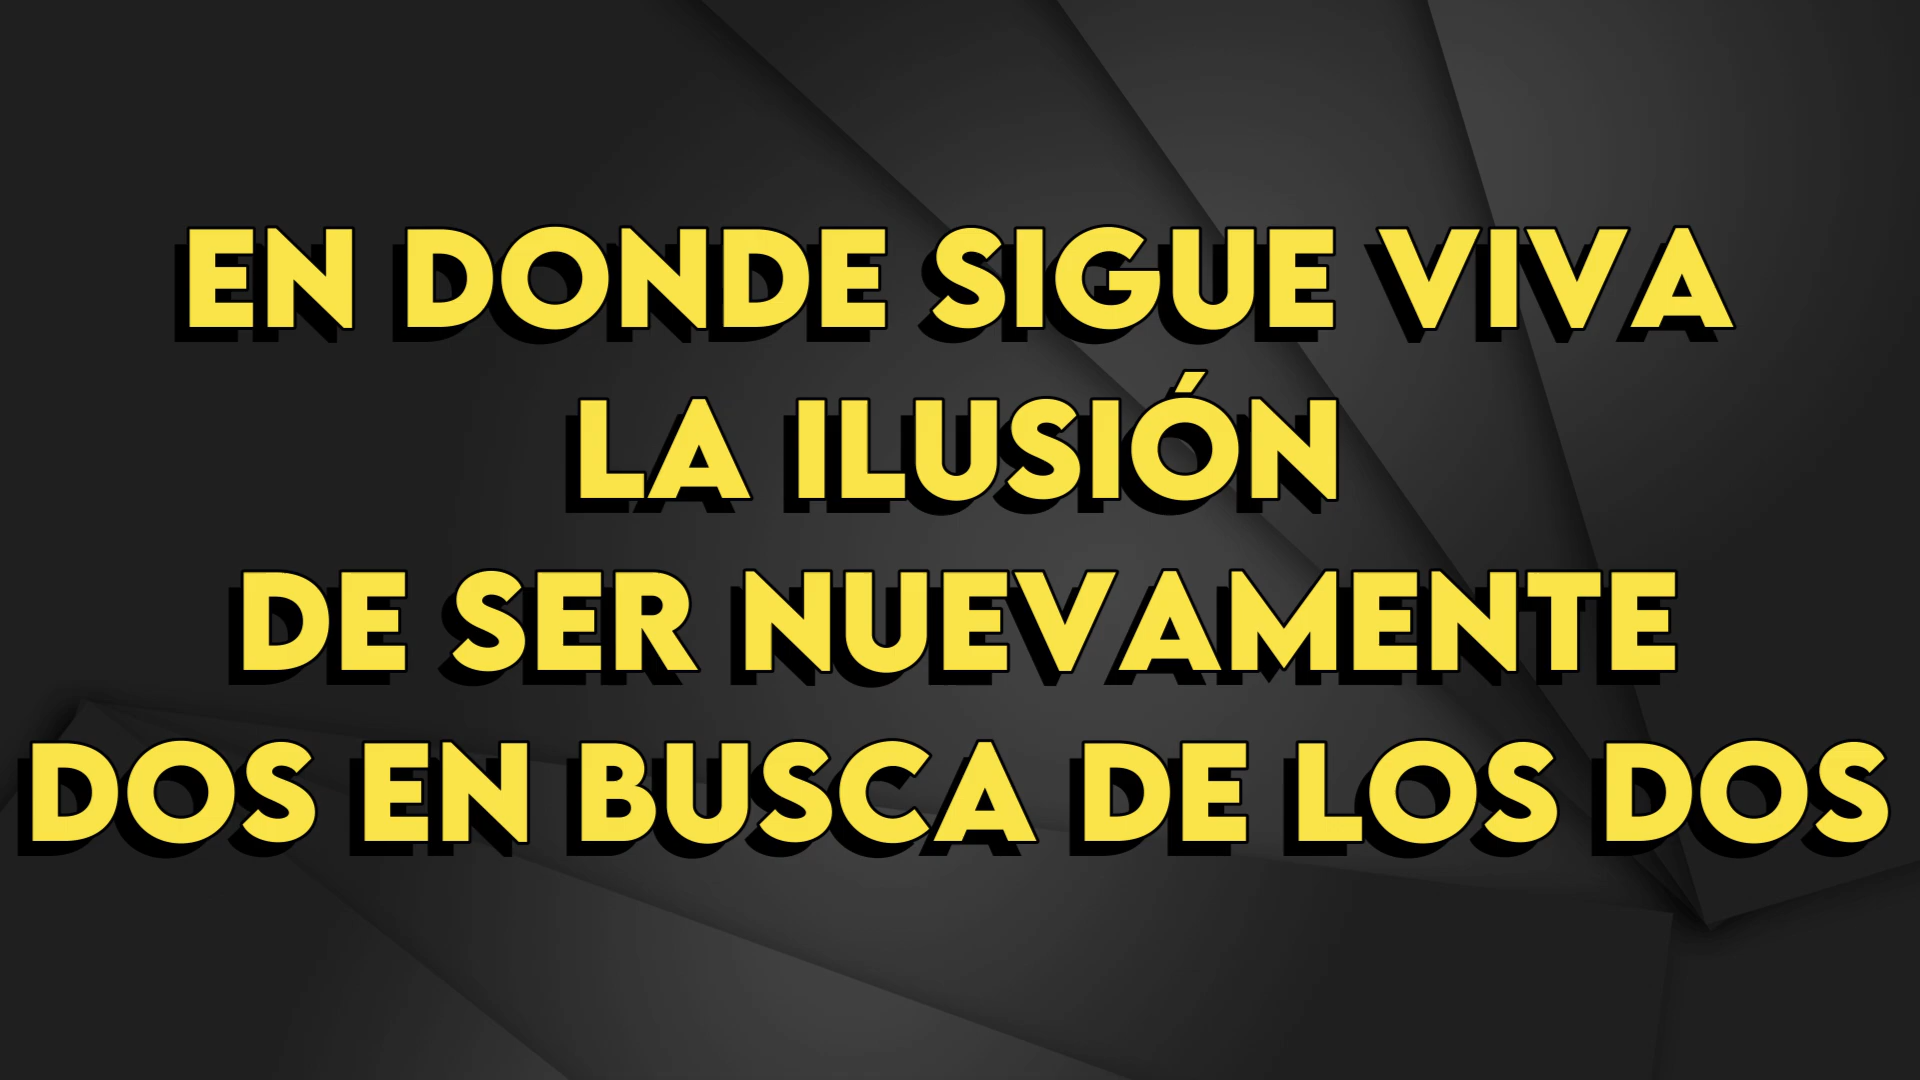 EN DONDE SIGUE VIVA
LA ILUSIÓN
DE SER NUEVAMENTE
DOS EN BUSCA DE LOS DOS